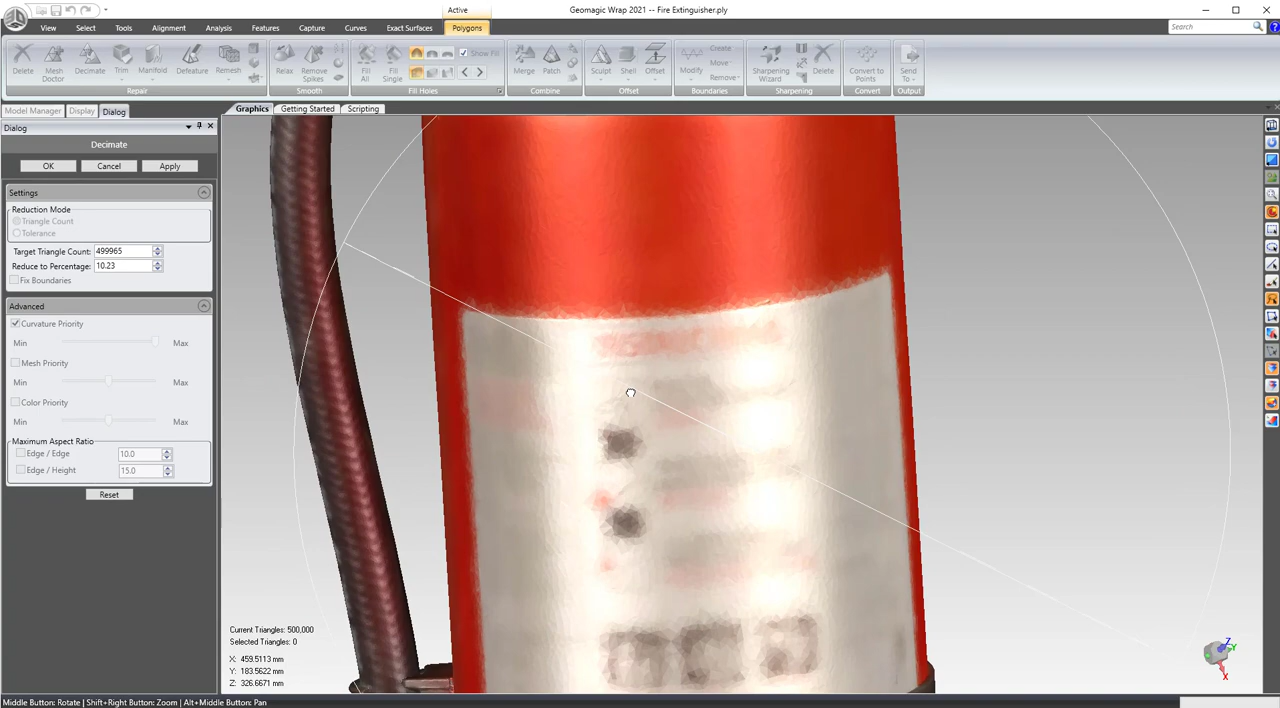 Active
Geomagic Wrap 2021 -- Fire Extinguisher.ply
View Select Tools Alignment Analysis Features Capture Curves Exact Surfaces Polygons
Search
Delete Mesh Doctor Decimate Trim Manifold Defeature Remesh
Repair
Relax Remove Spikes
Smooth
Fill All Fill Single Show Fill
Fill Holes
Merge Patch
Combine
Sculpt Shell Offset
Offset
Modify Create Move Remove
Boundaries
Sharpening Wizard Delete
Sharpening
Convert to Points
Convert
Send To
Output
Model Manager Display Dialog
Graphics Getting Started Scripting
Dialog
Decimate
OK Cancel Apply
Settings
Reduction Mode
Triangle Count
Tolerance
Target Triangle Count: 499965
Reduce to Percentage: 10.23
Fix Boundaries
Advanced
Curvature Priority
Min Max
Mesh Priority
Min Max
Color Priority
Min Max
Maximum Aspect Ratio
Edge / Edge 10.0
Edge / Height 15.0
Reset
Current Triangles: 500,000
Selected Triangles: 0
X: 459.5113 mm
Y: 183.5622 mm
Z: 326.6671 mm
Z
Y
X
Middle Button: Rotate | Shift+Right Button: Zoom | Alt+Middle Button: Pan